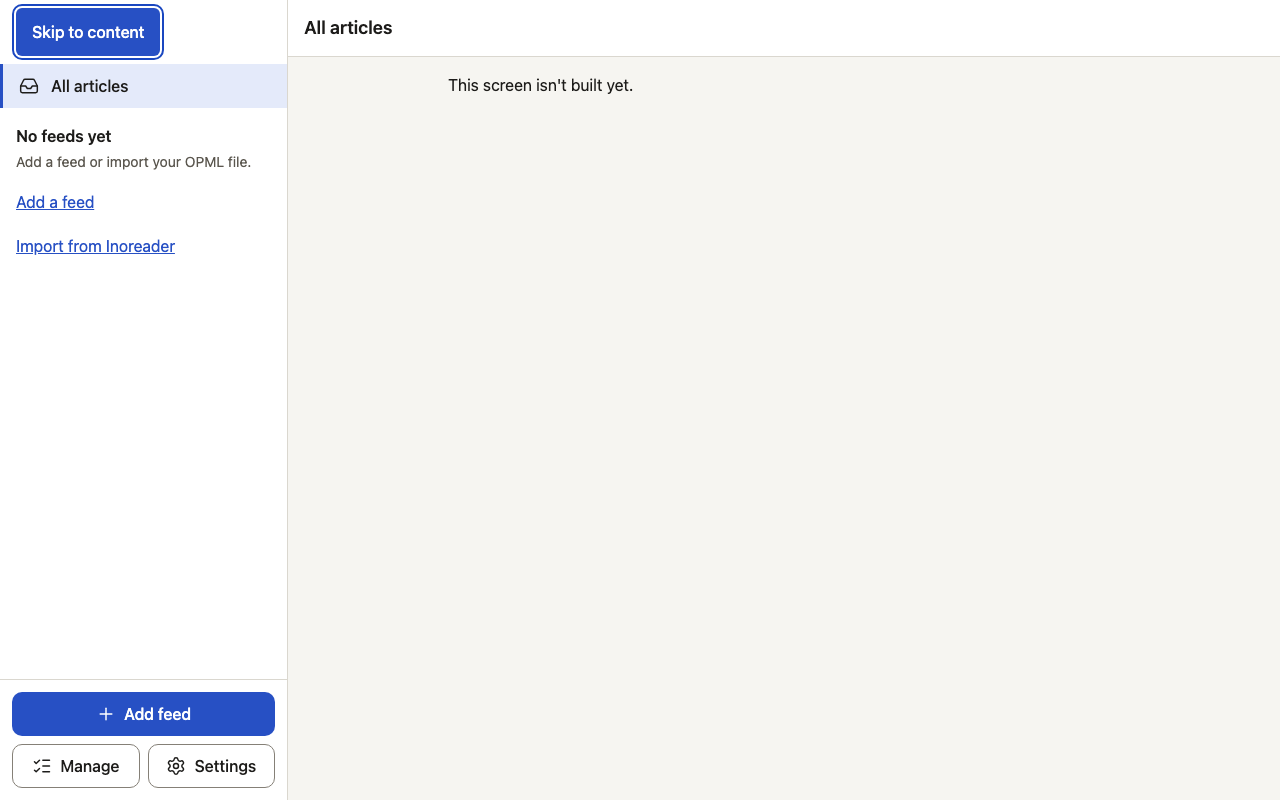 Skip to content
All articles
All articles
No feeds yet
Add a feed or import your OPML file.
Add a feed
Import from Inoreader
This screen isn't built yet.
Add feed
Manage
Settings